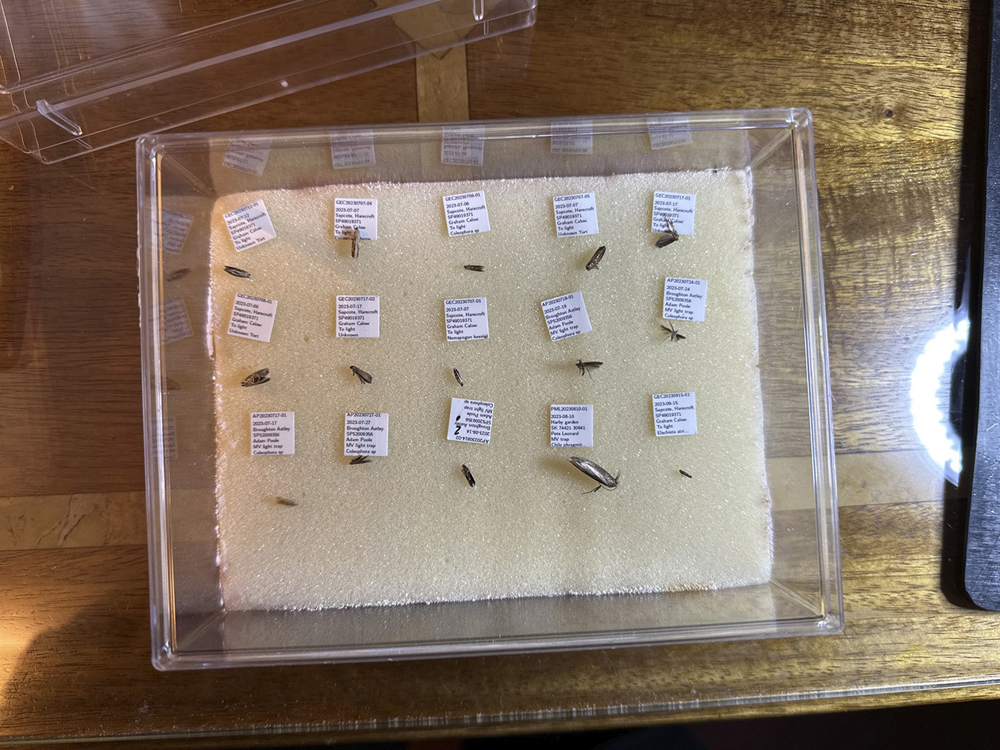 GEC20230712-01
2023-07-12
Sapcote, Harecroft
SP49019371
Graham Calow
To light
Unknown Tort
GEC20230707-04
2023-07-07
Sapcote, Harecroft
SP49019371
Graham Calow
To light
GEC20230706-01
2023-07-06
Sapcote, Harecroft
SP49019371
Graham Calow
To light
Coleophora sp
GEC20230707-05
2023-07-07
Sapcote, Harecroft
SP49019371
Graham Calow
To light
Unknown Tort
GEC20230717-01
2023-07-17
Sapcote, Harecroft
SP49019371
Graham Calow
To light
GEC20230708-01
2023-07-08
Sapcote, Harecroft
SP49019371
Graham Calow
To light
Unknown Tort
GEC20230717-02
2023-07-17
Sapcote, Harecroft
SP49019371
Graham Calow
To light
Unknown
GEC20230707-01
2023-07-07
Sapcote, Harecroft
SP49019371
Graham Calow
To light
Nemapogon koenigi
AP20230719-01
2023-07-19
Broughton Astley
SP52009356
Adam Poole
MV light trap
Coleophora sp
AP20230724-01
2023-07-24
Broughton Astley
SP52009356
Adam Poole
MV light trap
Coleophora sp
AP20230717-01
2023-07-17
Broughton Astley
SP52009356
Adam Poole
MV light trap
Coleophora sp
AP20230727-01
2023-07-27
Broughton Astley
SP52009356
Adam Poole
MV light trap
Coleophora sp
AP20230814-02
2023-08-14
Broughton Astley
SP52009356
Adam Poole
MV light trap
Coleophora sp
2
PML20230810-01
2023-08-10
Harby garden
SK 74421 30941
Pete Leonard
MV trap
Chilo phragmit
GEC20230915-01
2023-09-15
Sapcote, Harecroft
SP49019371
Graham Calow
To light
Elachista atri...